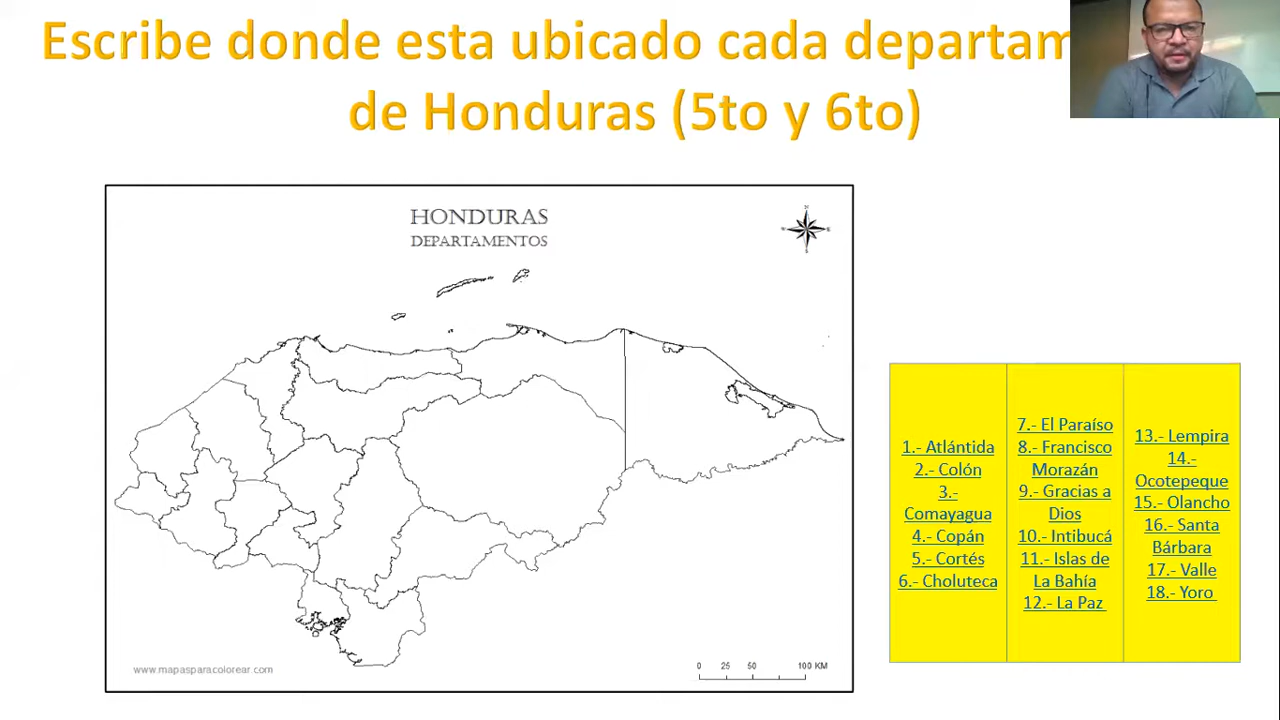 Escribe donde esta ubicado cada departam
de Honduras (5to y 6to)
HONDURAS
DEPARTAMENTOS
N
S
1.- Atlántida
2.- Colón
3.-
Comayagua
4.- Copán
5.- Cortés
6.- Choluteca
7.- El Paraíso
8.- Francisco
Morazán
9.- Gracias a
Dios
10.- Intibucá
11.- Islas de
La Bahía
12.- La Paz
13.- Lempira
14.-
Ocotepeque
15.- Olancho
16.- Santa
Bárbara
17.- Valle
18.- Yoro
www.mapasparacolorear.com
0 25 50 100 KM